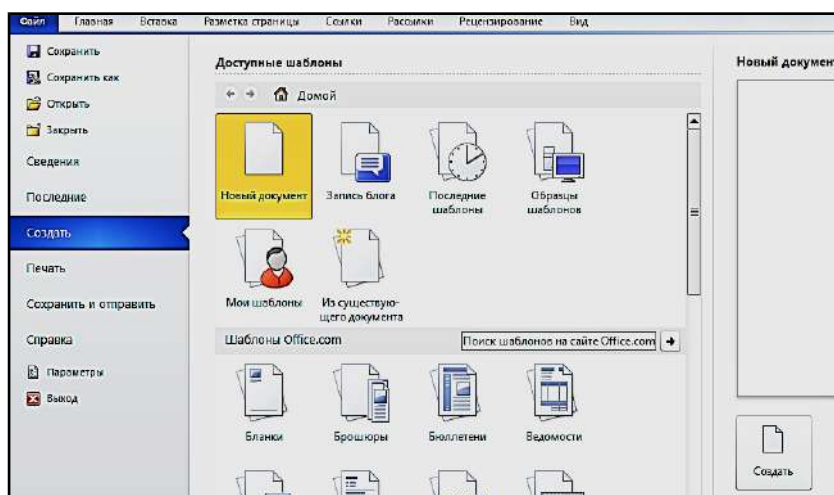 Файл Главная Вставка Разметка страницы Ссылки Рассылки Рецензирование Вид
Сохранить
Сохранить как
Открыть
Закрыть
Сведения
Последние
Создать
Печать
Сохранить и отправить
Справка
Параметры
Выход
Доступные шаблоны
Домой
Новый документ
Запись блога
Последние
шаблоны
Образцы
шаблонов
Мои шаблоны
Из существую-
щего документа
Шаблоны Office.com
Поиск шаблонов на сайте Office.com
Бланки
Брошюры
Бюллетени
Ведомости
Новый документ
Создать